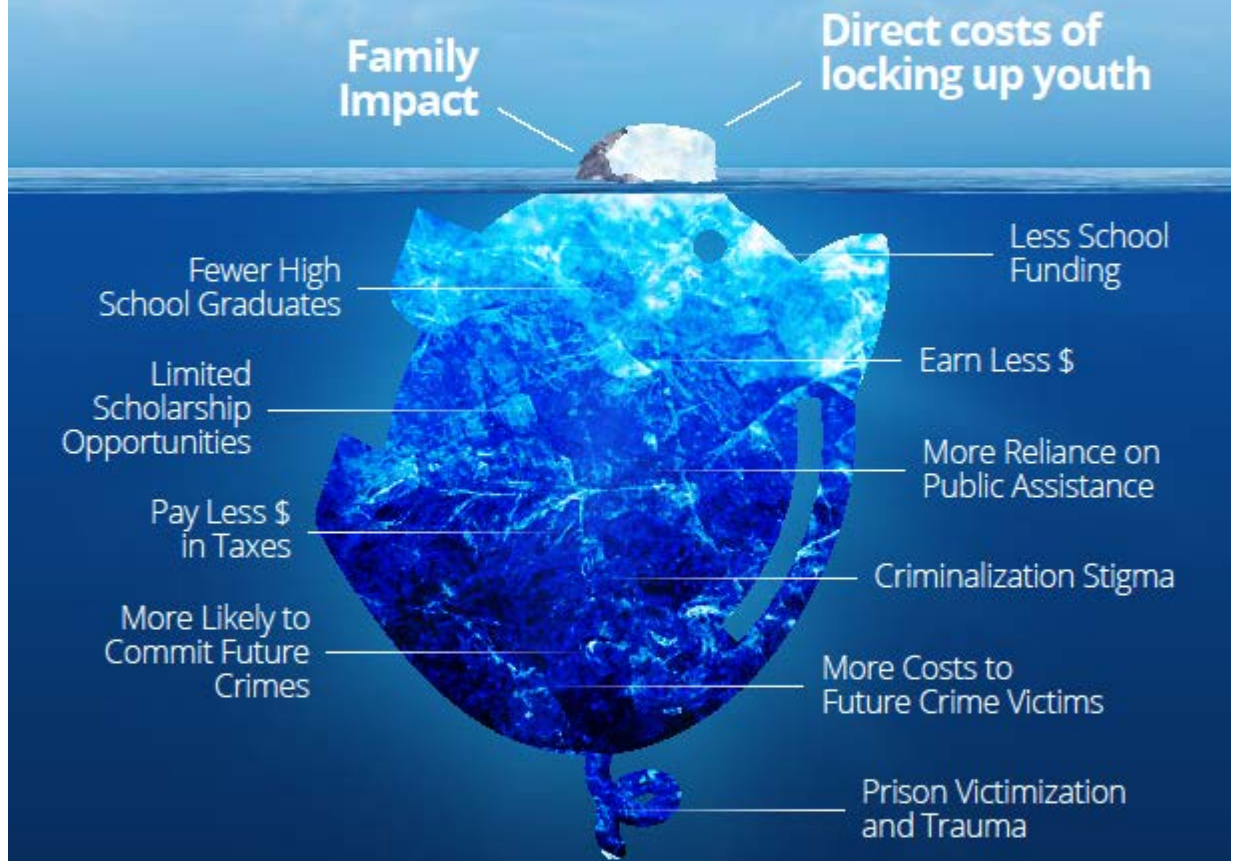 Family
Impact
Direct costs of
locking up youth
Fewer High
School Graduates
Less School
Funding
Limited
Scholarship
Opportunities
Earn Less $
More Reliance on
Public Assistance
Pay Less $
in Taxes
Criminalization Stigma
More Likely to
Commit Future
Crimes
More Costs to
Future Crime Victims
Prison Victimization
and Trauma